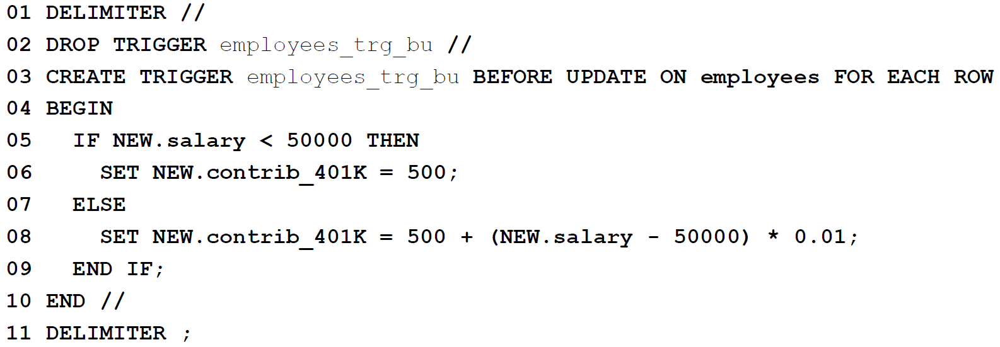 01 DELIMITER //
02 DROP TRIGGER employees_trg_bu //
03 CREATE TRIGGER employees_trg_bu BEFORE UPDATE ON employees FOR EACH ROW
04 BEGIN
05   IF NEW.salary < 50000 THEN
06     SET NEW.contrib_401K = 500;
07   ELSE
08     SET NEW.contrib_401K = 500 + (NEW.salary - 50000) * 0.01;
09   END IF;
10 END //
11 DELIMITER ;